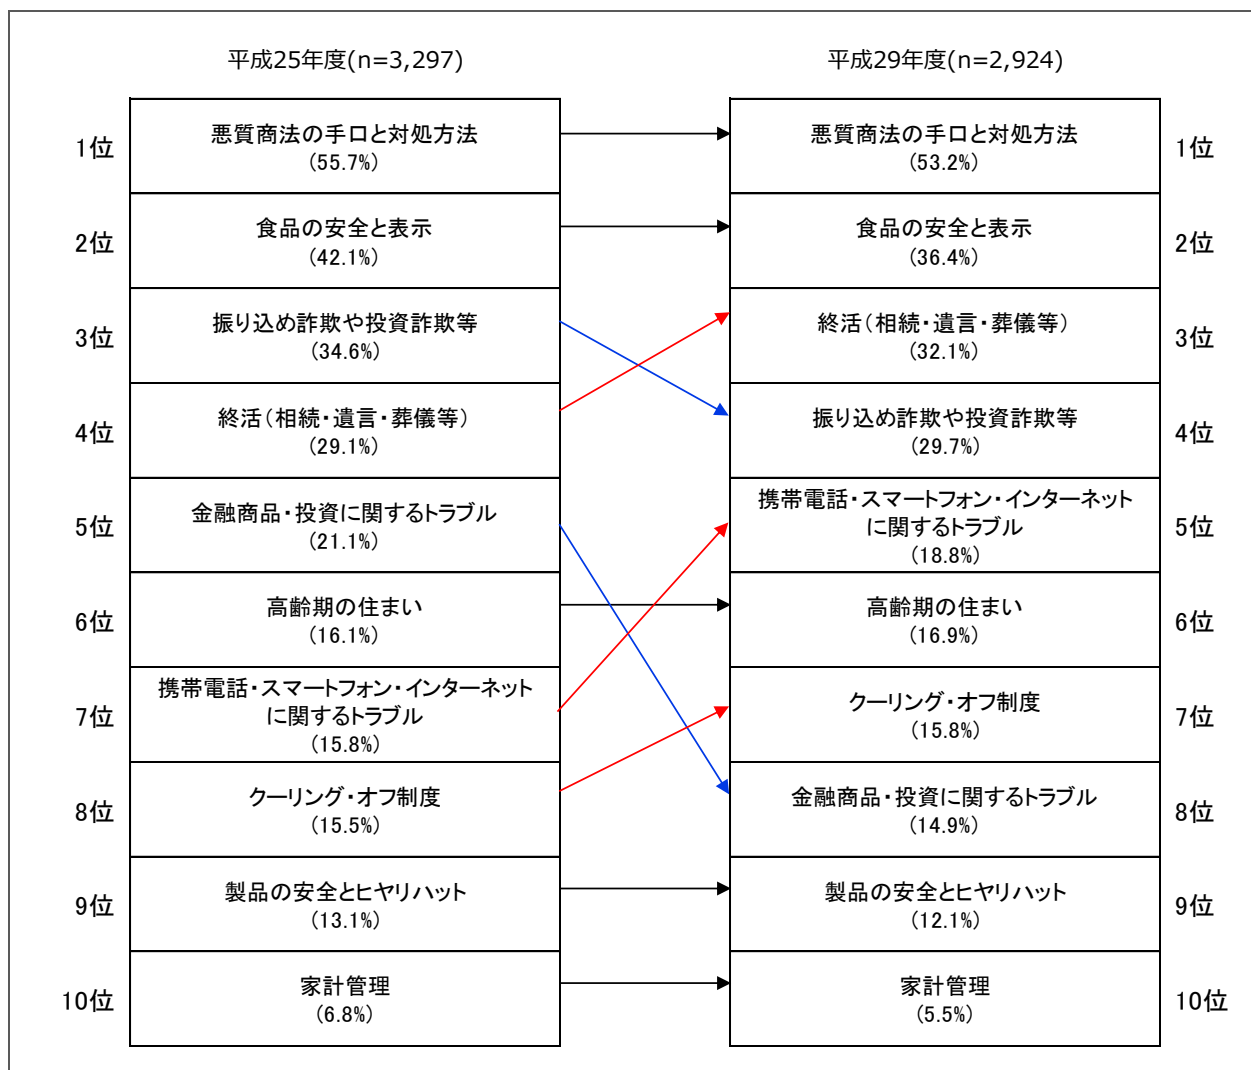 平成25年度(n=3,297)
平成29年度(n=2,924)
1位
悪質商法の手口と対処方法
(55.7%)
悪質商法の手口と対処方法
(53.2%)
1位
2位
食品の安全と表示
(42.1%)
食品の安全と表示
(36.4%)
2位
3位
振り込め詐欺や投資詐欺等
(34.6%)
終活(相続・遺言・葬儀等)
(32.1%)
3位
4位
終活(相続・遺言・葬儀等)
(29.1%)
振り込め詐欺や投資詐欺等
(29.7%)
4位
5位
金融商品・投資に関するトラブル
(21.1%)
携帯電話・スマートフォン・インターネット
に関するトラブル
(18.8%)
5位
6位
高齢期の住まい
(16.1%)
高齢期の住まい
(16.9%)
6位
7位
携帯電話・スマートフォン・インターネット
に関するトラブル
(15.8%)
クーリング・オフ制度
(15.8%)
7位
8位
クーリング・オフ制度
(15.5%)
金融商品・投資に関するトラブル
(14.9%)
8位
9位
製品の安全とヒヤリハット
(13.1%)
製品の安全とヒヤリハット
(12.1%)
9位
10位
家計管理
(6.8%)
家計管理
(5.5%)
10位